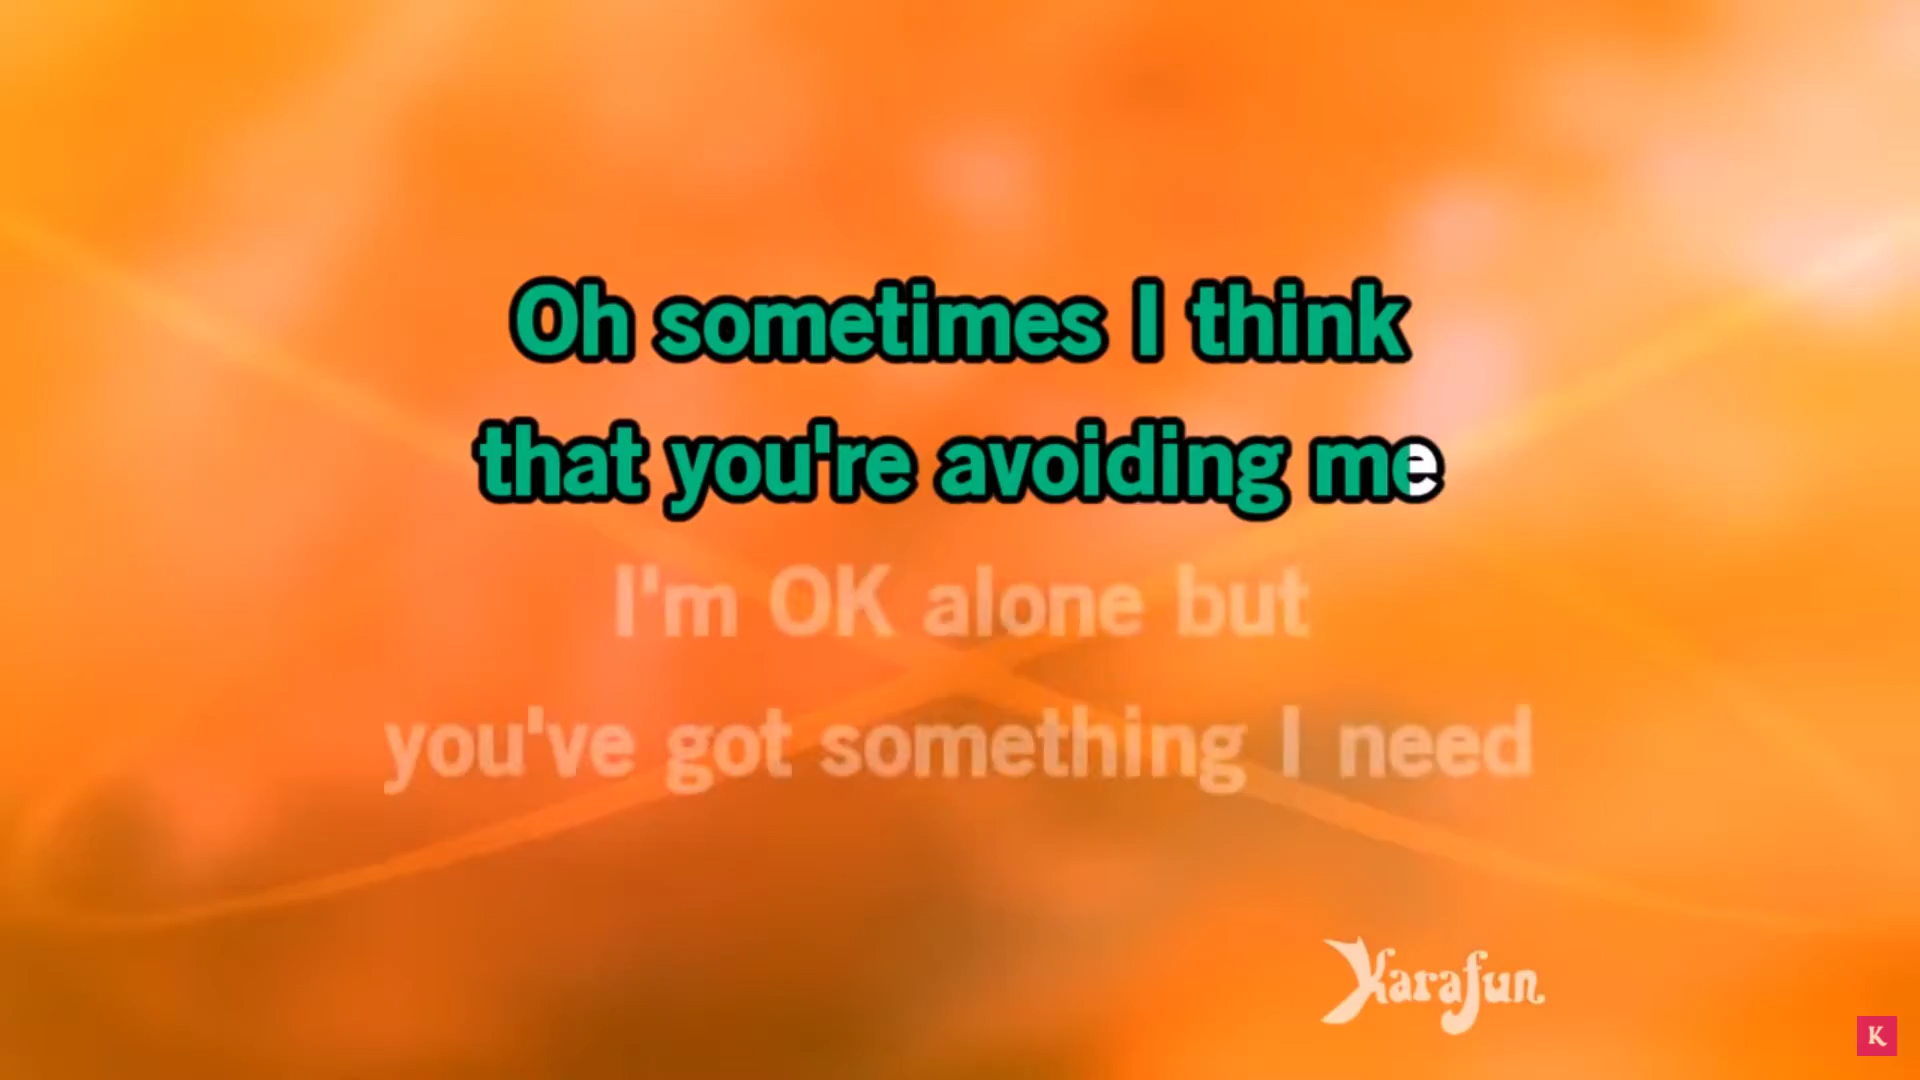 Oh sometimes I think
that you're avoiding me
I'm OK alone but
you've got something I need
Karafun
K